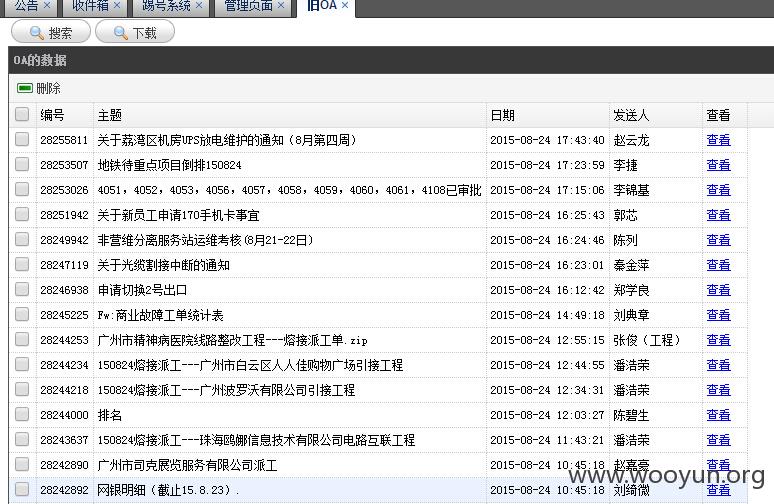 公告 × 收件箱 × 踢号系统 × 管理页面 × 旧OA ×
搜索 下载
OA的数据
删除
编号 主题 日期 发送人 查看
28255811 关于荔湾区机房UPS放电维护的通知（8月第四周） 2015-08-24 17:43:40 赵云龙 查看
28253507 地铁待重点项目倒排150824 2015-08-24 17:23:59 李捷 查看
28253026 4051，4052，4053，4056，4057，4058，4059，4060，4061，4108已审批 2015-08-24 17:15:06 李锦基 查看
28251942 关于新员工申请170手机卡事宜 2015-08-24 16:25:43 郭芯 查看
28249942 非营维分离服务站运维考核(8月21-22日） 2015-08-24 16:24:46 陈列 查看
28247119 关于光缆割接中断的通知 2015-08-24 16:23:01 秦金萍 查看
28246938 申请切换2号出口 2015-08-24 16:12:42 郑学良 查看
28245225 Fw:商业故障工单统计表 2015-08-24 14:49:18 刘典章 查看
28244253 广州市精神病医院线路整改工程---熔接派工单.zip 2015-08-24 12:55:15 张俊（工程） 查看
28244234 150824熔接派工---广州市白云区人人佳购物广场引接工程 2015-08-24 12:44:55 潘浩荣 查看
28244218 150824熔接派工---广州波罗沃有限公司引接工程 2015-08-24 12:34:31 潘浩荣 查看
28244000 排名 2015-08-24 12:03:27 陈碧生 查看
28243637 150824熔接派工---珠海鸥娜信息技术有限公司电路互联工程 2015-08-24 11:43:21 潘浩荣 查看
28242890 广州市司克展览服务有限公司派工 2015-08-24 10:45:18 赵嘉豪 查看
28242892 网银明细（截止15.8.23）. 2015-08-24 10:45:18 刘绮微 查看
www.wooyun.org